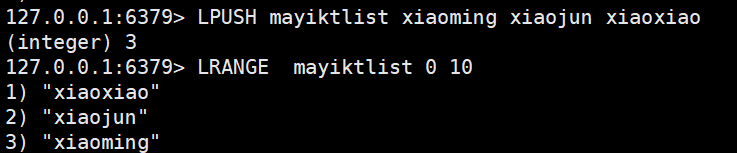 127.0.0.1:6379> LPUSH mayiktlist xiaoming xiaojun xiaoxiao
(integer) 3
127.0.0.1:6379> LRANGE  mayiktlist 0 10
1) "xiaoxiao"
2) "xiaojun"
3) "xiaoming"